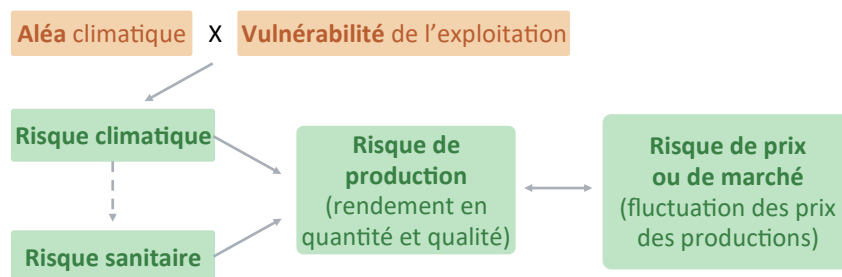 Aléa climatique X Vulnérabilité de l'exploitation
Risque climatique
Risque sanitaire
Risque de
production
(rendement en
quantité et qualité)
Risque de prix
ou de marché
(fluctuation des prix
des productions)